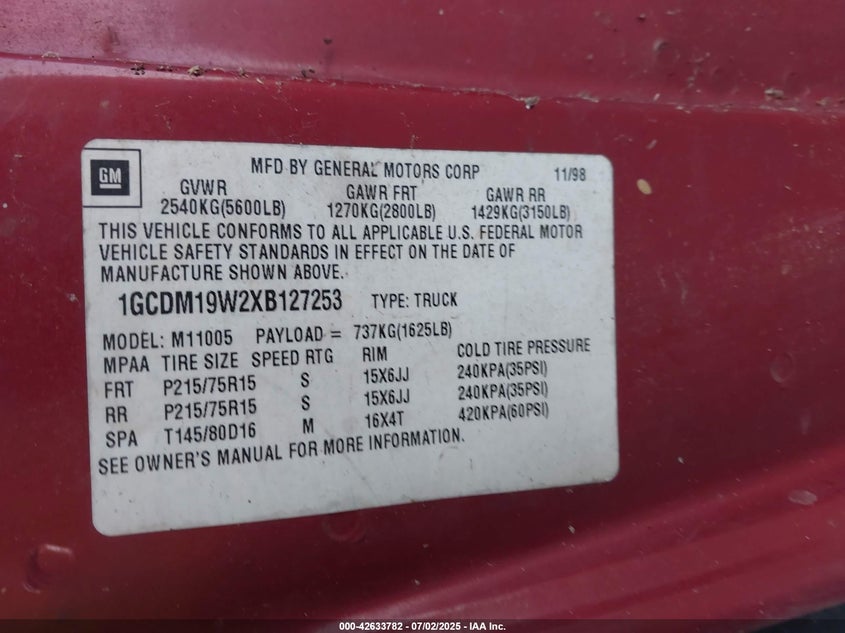 GM
MFD BY GENERAL MOTORS CORP 11/98
GVWR GAWR FRT GAWR RR
2540KG(5600LB) 1270KG(2800LB) 1429KG(3150LB)
THIS VEHICLE CONFORMS TO ALL APPLICABLE U.S. FEDERAL MOTOR
VEHICLE SAFETY STANDARDS IN EFFECT ON THE DATE OF
MANUFACTURE SHOWN ABOVE.
1GCDM19W2XB127253 TYPE: TRUCK
MODEL: M11005 PAYLOAD = 737KG(1625LB)
MPAA TIRE SIZE SPEED RTG RIM COLD TIRE PRESSURE
FRT P215/75R15 S 15X6JJ 240KPA(35PSI)
RR P215/75R15 S 15X6JJ 240KPA(35PSI)
SPA T145/80D16 M 16X4T 420KPA(60PSI)
SEE OWNER'S MANUAL FOR MORE INFORMATION.
000-42633782 - 07/02/2025 - IAA Inc.